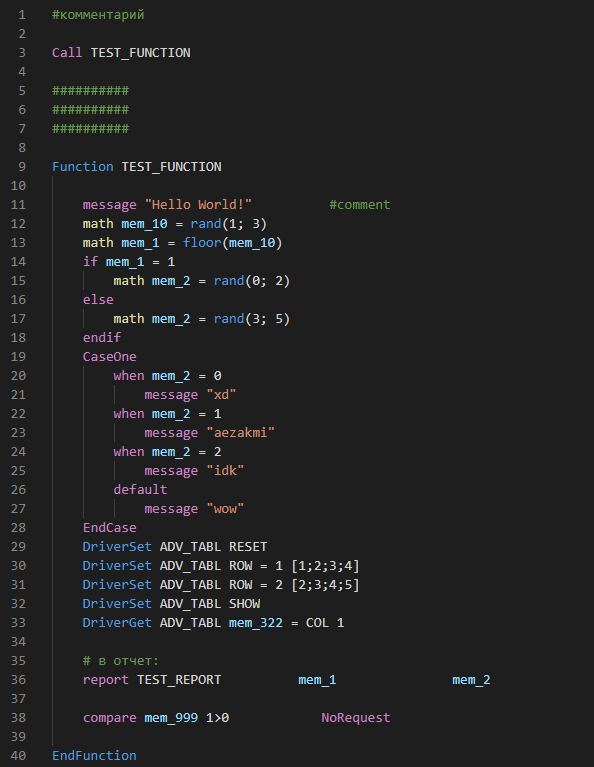 1 #комментарий
2
3 Call TEST_FUNCTION
4
5 ##########
6 ##########
7 ##########
8
9 Function TEST_FUNCTION
10
11 message "Hello World!" #comment
12 math mem_10 = rand(1; 3)
13 math mem_1 = floor(mem_10)
14 if mem_1 = 1
15 math mem_2 = rand(0; 2)
16 else
17 math mem_2 = rand(3; 5)
18 endif
19 CaseOne
20 when mem_2 = 0
21 message "xd"
22 when mem_2 = 1
23 message "aezakmi"
24 when mem_2 = 2
25 message "idk"
26 default
27 message "wow"
28 EndCase
29 DriverSet ADV_TABL RESET
30 DriverSet ADV_TABL ROW = 1 [1;2;3;4]
31 DriverSet ADV_TABL ROW = 2 [2;3;4;5]
32 DriverSet ADV_TABL SHOW
33 DriverGet ADV_TABL mem_322 = COL 1
34
35 # в отчет:
36 report TEST_REPORT mem_1 mem_2
37
38 compare mem_999 1>0 NoRequest
39
40 EndFunction